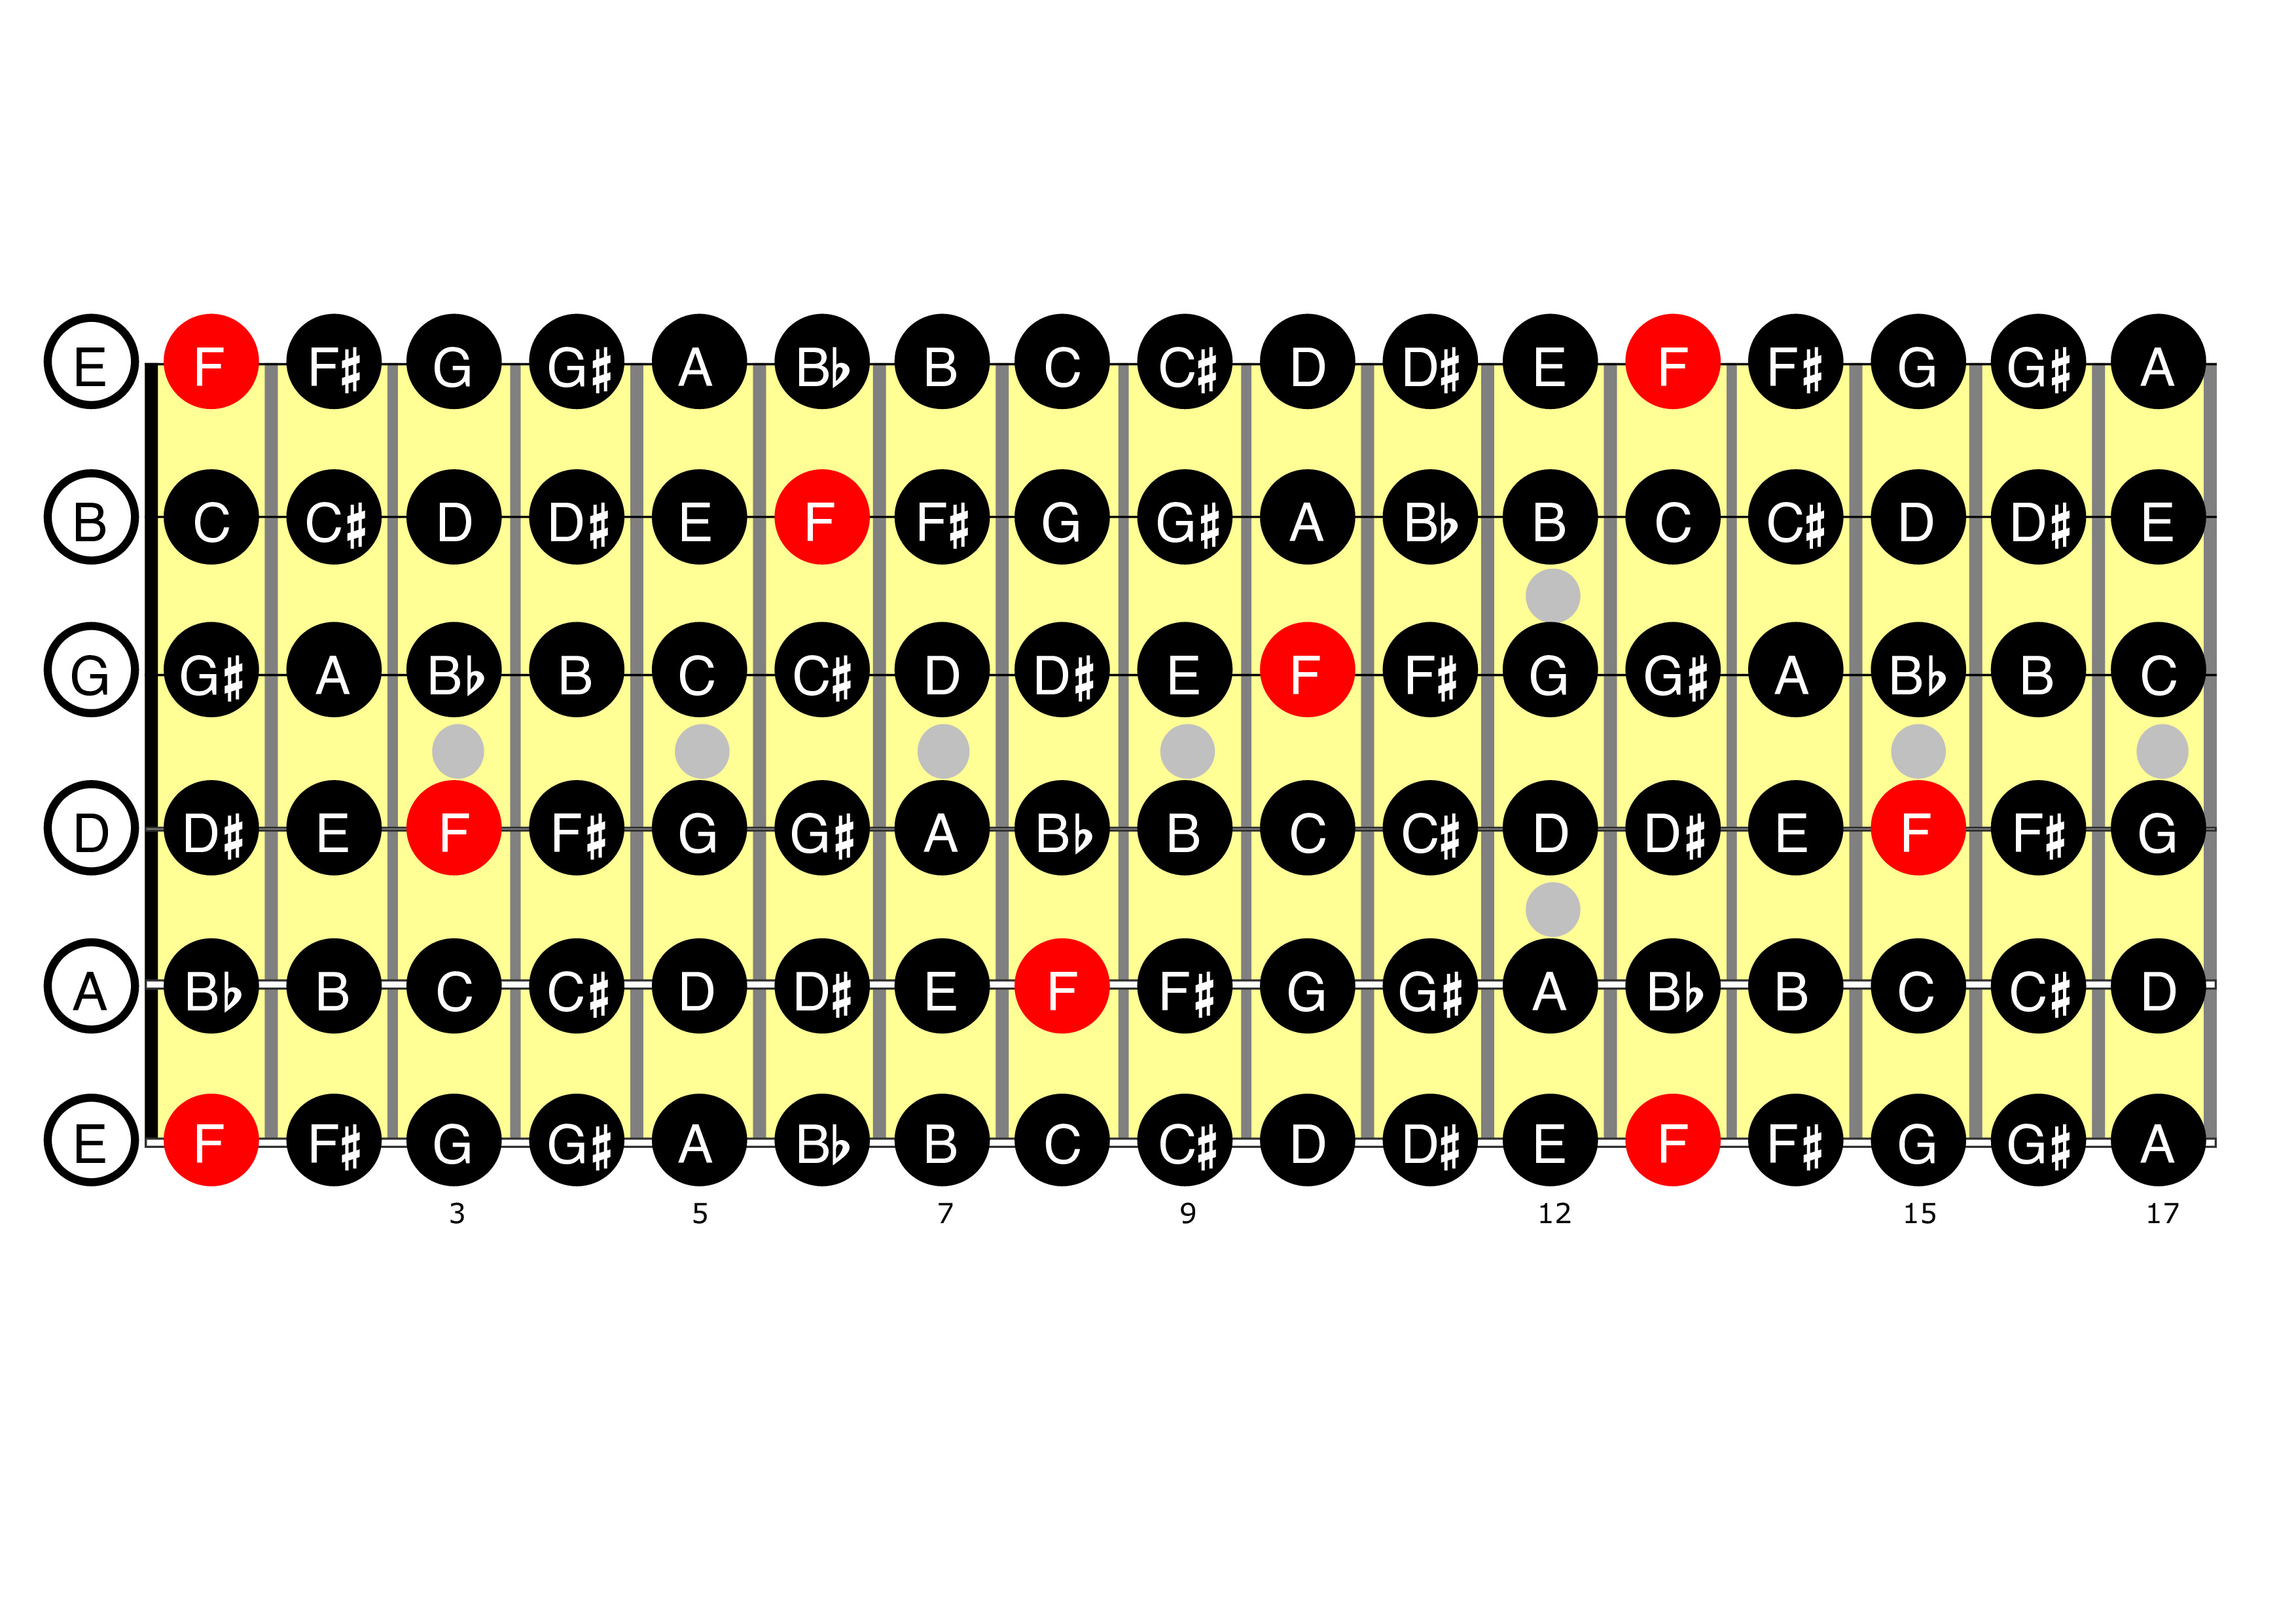 E F F♯ G G♯ A B♭ B C C♯ D D♯ E F F♯ G G♯ A
B C C♯ D D♯ E F F♯ G G♯ A B♭ B C C♯ D D♯ E
G G♯ A B♭ B C C♯ D D♯ E F F♯ G G♯ A B♭ B C
D D♯ E F F♯ G G♯ A B♭ B C C♯ D D♯ E F F♯ G
A B♭ B C C♯ D D♯ E F F♯ G G♯ A B♭ B C C♯ D
E F F♯ G G♯ A B♭ B C C♯ D D♯ E F F♯ G G♯ A
3 5 7 9 12 15 17